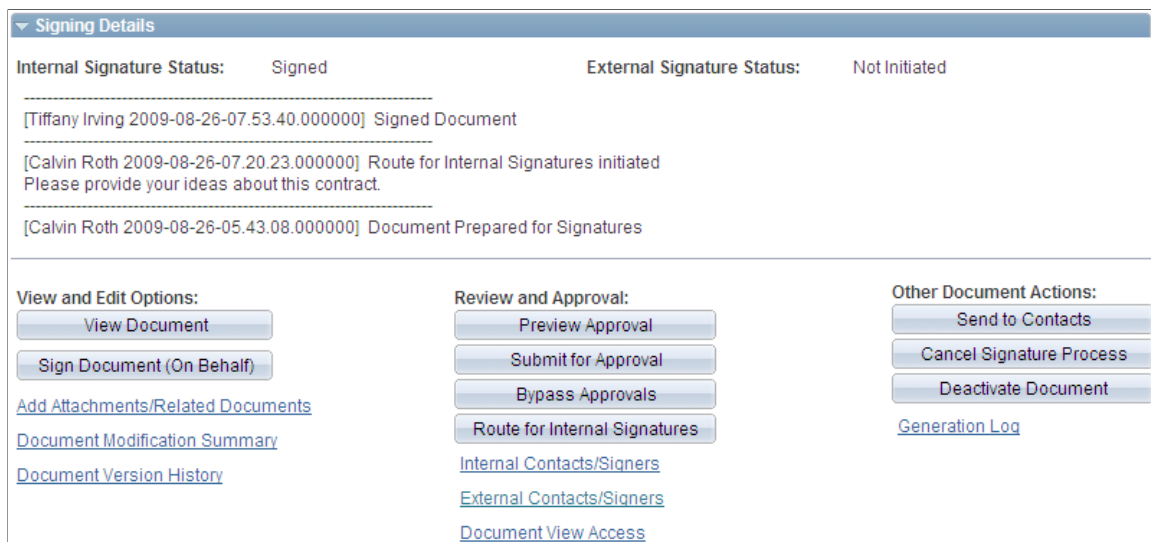 Signing Details
Internal Signature Status: Signed External Signature Status: Not Initiated
-----------------------------------------------------------------------
[Tiffany Irving 2009-08-26-07.53.40.000000] Signed Document
-----------------------------------------------------------------------
[Calvin Roth 2009-08-26-07.20.23.000000] Route for Internal Signatures initiated
Please provide your ideas about this contract.
-----------------------------------------------------------------------
[Calvin Roth 2009-08-26-05.43.08.000000] Document Prepared for Signatures
View and Edit Options:
View Document
Sign Document (On Behalf)
Add Attachments/Related Documents
Document Modification Summary
Document Version History
Review and Approval:
Preview Approval
Submit for Approval
Bypass Approvals
Route for Internal Signatures
Internal Contacts/Signers
External Contacts/Signers
Document View Access
Other Document Actions:
Send to Contacts
Cancel Signature Process
Deactivate Document
Generation Log